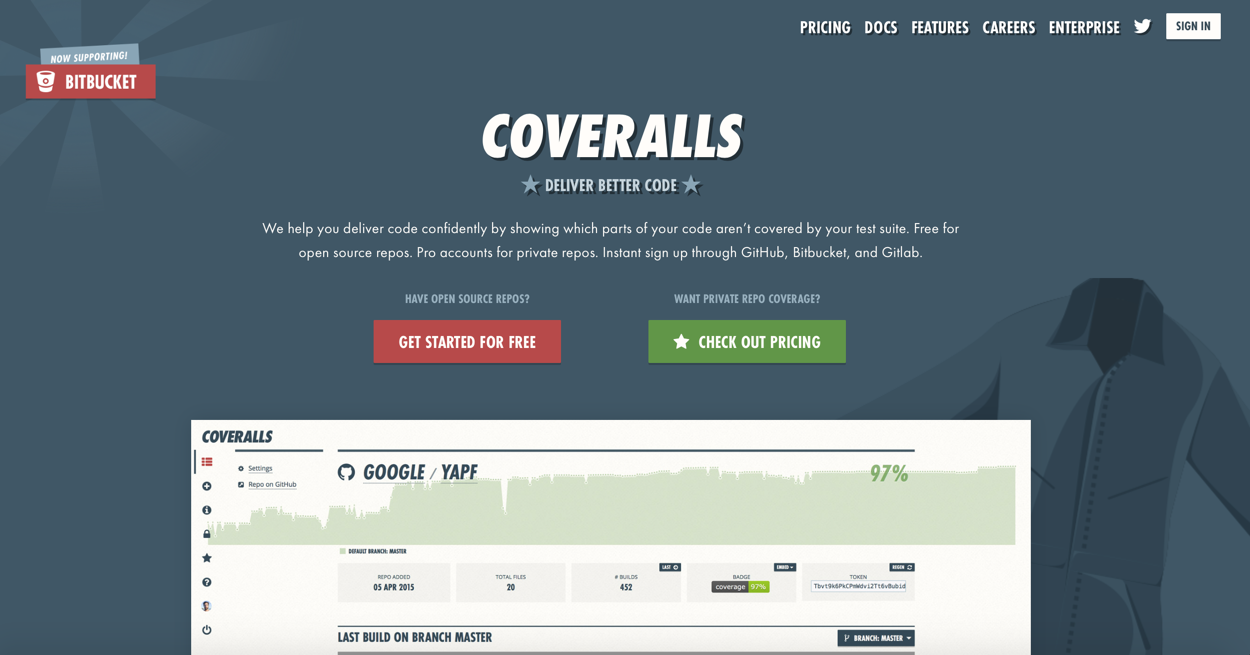 PRICING DOCS FEATURES CAREERS ENTERPRISE SIGN IN
NOW SUPPORTING!
BITBUCKET
COVERALLS
DELIVER BETTER CODE
We help you deliver code confidently by showing which parts of your code aren’t covered by your test suite. Free for
open source repos. Pro accounts for private repos. Instant sign up through GitHub, Bitbucket, and Gitlab.
HAVE OPEN SOURCE REPOS? WANT PRIVATE REPO COVERAGE?
GET STARTED FOR FREE CHECK OUT PRICING
COVERALLS
Settings
Repo on GitHub
GOOGLE / YAPF
97%
DEFAULT BRANCH: MASTER
LAST EMBED REGEN
REPO ADDED TOTAL FILES # BUILDS BADGE TOKEN
05 APR 2015 20 452 coverage 97% Tbvt9k6PkCPmWdvi2Tt6vBubid
LAST BUILD ON BRANCH MASTER
BRANCH: MASTER